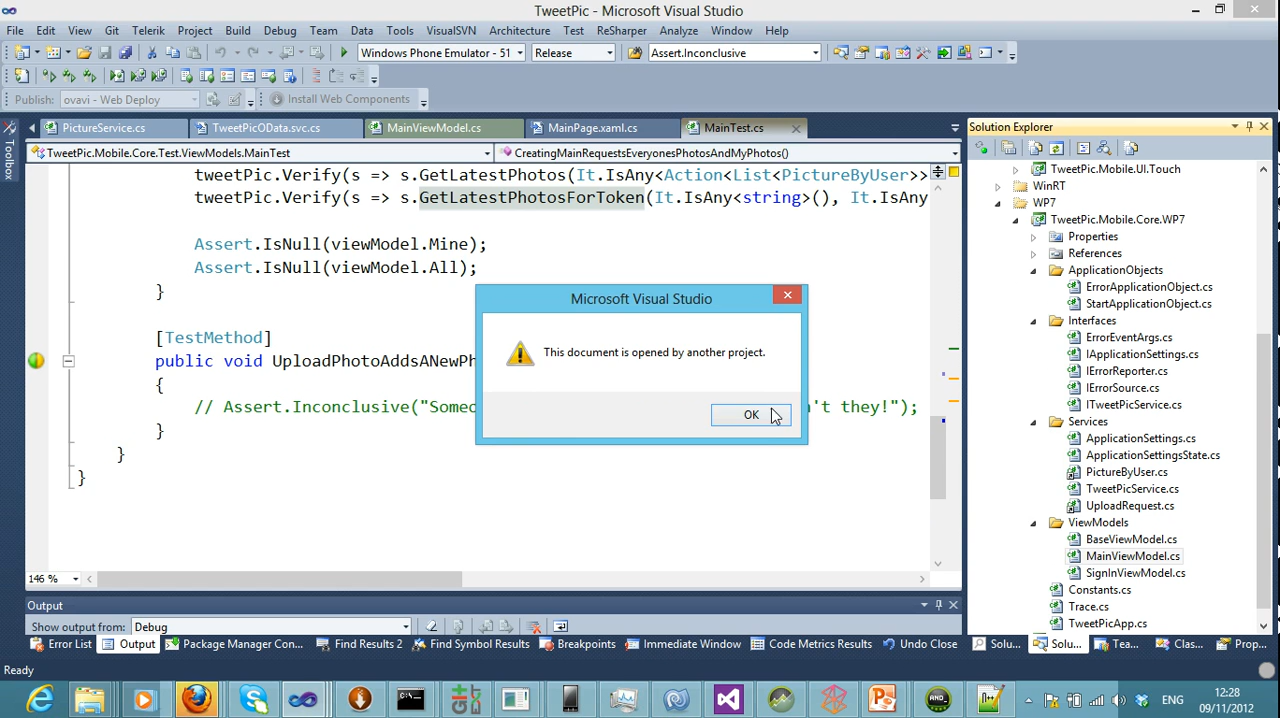 TweetPic - Microsoft Visual Studio
File Edit View Git Telerik Project Build Debug Team Data Tools VisualSVN Architecture Test ReSharper Analyze Window Help
Windows Phone Emulator - 51 Release Assert.Inconclusive
Publish: ovavi - Web Deploy Install Web Components
PictureService.cs TweetPicOData.svc.cs MainViewModel.cs MainPage.xaml.cs MainTest.cs
TweetPic.Mobile.Core.Test.ViewModels.MainTest CreatingMainRequestsEveryonesPhotosAndMyPhotos()
Toolbox
tweetPic.Verify(s => s.GetLatestPhotos(It.IsAny<Action<List<PictureByUser>>
tweetPic.Verify(s => s.GetLatestPhotosForToken(It.IsAny<string>(), It.IsAny
Assert.IsNull(viewModel.Mine);
Assert.IsNull(viewModel.All);
}
[TestMethod]
public void UploadPhotoAddsANewPh
{
// Assert.Inconclusive("Somec 't they!");
}
}
}
Microsoft Visual Studio
This document is opened by another project.
OK
146 %
Output
Show output from: Debug
Error List Output Package Manager Con... Find Results 2 Find Symbol Results Breakpoints Immediate Window Code Metrics Results Undo Close
Ready
Solution Explorer
TweetPic.Mobile.UI.Touch
WinRT
WP7
TweetPic.Mobile.Core.WP7
Properties
References
ApplicationObjects
ErrorApplicationObject.cs
StartApplicationObject.cs
Interfaces
ErrorEventArgs.cs
IApplicationSettings.cs
IErrorReporter.cs
IErrorSource.cs
ITweetPicService.cs
Services
ApplicationSettings.cs
ApplicationSettingsState.cs
PictureByUser.cs
TweetPicService.cs
UploadRequest.cs
ViewModels
BaseViewModel.cs
MainViewModel.cs
SignInViewModel.cs
Constants.cs
Trace.cs
TweetPicApp.cs
Solu... Solu... Tea... Clas... Prop...
ENG
12:28
09/11/2012